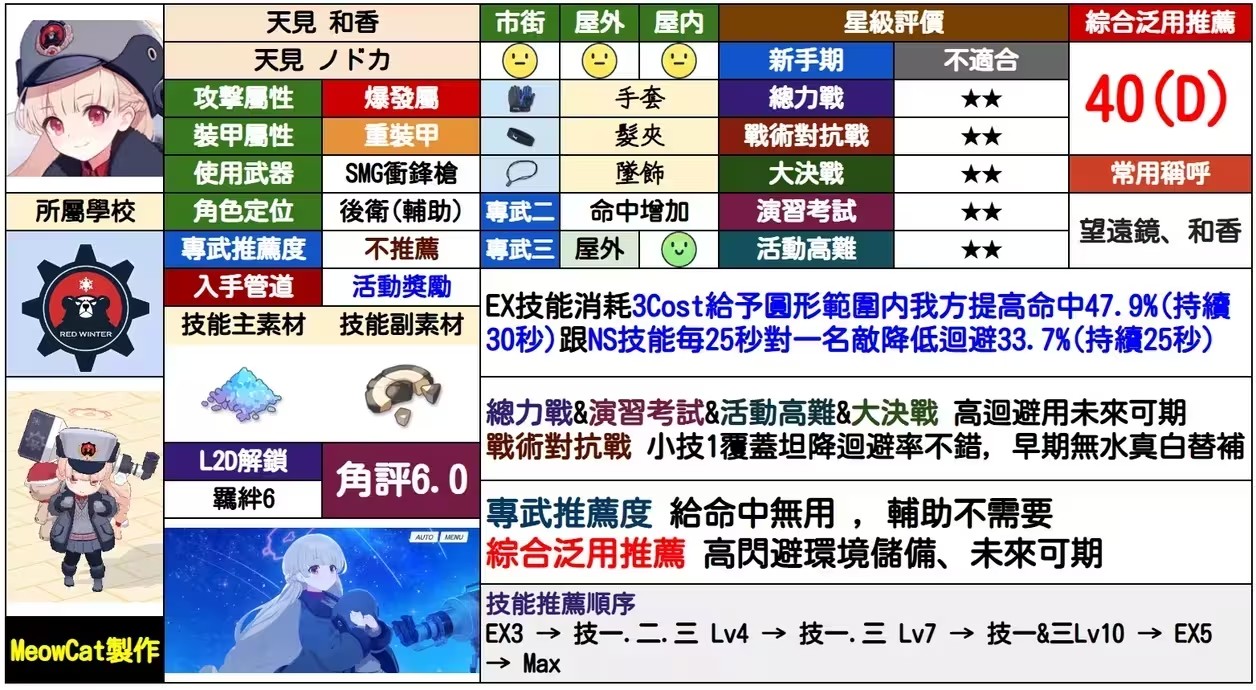 天見 和香
天見 ノドカ
攻擊屬性 爆發屬
裝甲屬性 重裝甲
使用武器 SMG衝鋒槍
所屬學校
角色定位 後衛(輔助)
專武推薦度 不推薦
入手管道 活動獎勵
RED WINTER
技能主素材 技能副素材
L2D解鎖
羈絆6
角評6.0
AUTO MENU
MeowCat製作
市街 屋外 屋内
手套
髮夾
墜飾
專武二 命中增加
專武三 屋外
星級評價
新手期 不適合
總力戰 ★★
戰術對抗戰 ★★
大決戰 ★★
演習考試 ★★
活動高難 ★★
綜合泛用推薦
40(D)
常用稱呼
望遠鏡、和香
EX技能消耗3Cost給予圓形範圍内我方提高命中47.9%(持續
30秒)跟NS技能每25秒對一名敵降低迴避33.7%(持續25秒)
總力戰&演習考試&活動高難&大決戰 高迴避用未來可期
戰術對抗戰 小技1覆蓋坦降迴避率不錯, 早期無水真白替補
專武推薦度 給命中無用 , 輔助不需要
綜合泛用推薦 高閃避環境儲備、未來可期
技能推薦順序
EX3 → 技一.二.三 Lv4 → 技一.三 Lv7 → 技一&三Lv10 → EX5
→ Max